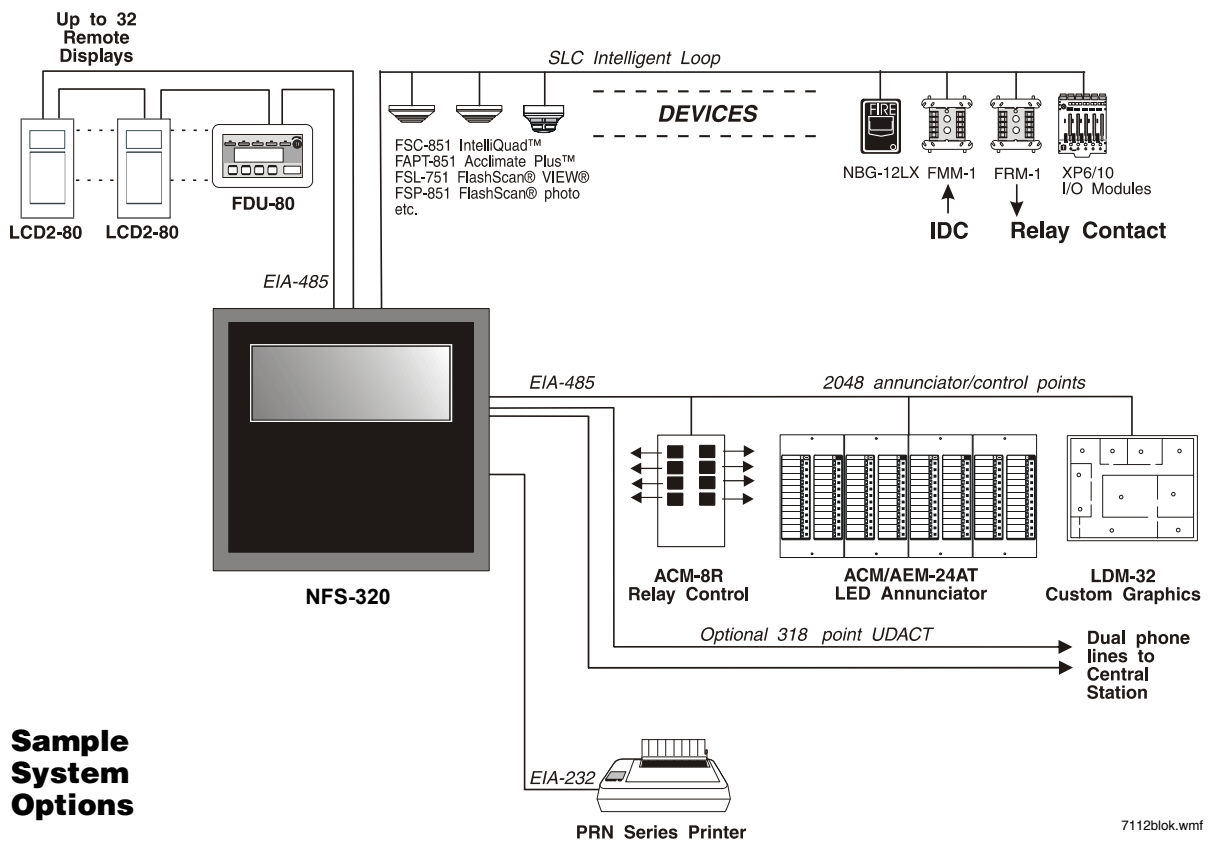 Up to 32
Remote
Displays
SLC Intelligent Loop
DEVICES
FIRE
FSC-851 IntelliQuad™
FAPT-851 Acclimate Plus™
FSL-751 FlashScan® VIEW®
FSP-851 FlashScan® photo
etc.
NBG-12LX FMM-1 FRM-1 XP6/10
I/O Modules
IDC Relay Contact
FDU-80
LCD2-80 LCD2-80
EIA-485
EIA-485 2048 annunciator/control points
NFS-320
ACM-8R
Relay Control
ACM/AEM-24AT
LED Annunciator
LDM-32
Custom Graphics
Optional 318 point UDACT
Dual phone
lines to
Central
Station
Sample
System
Options
EIA-232
PRN Series Printer
7112blok.wmf